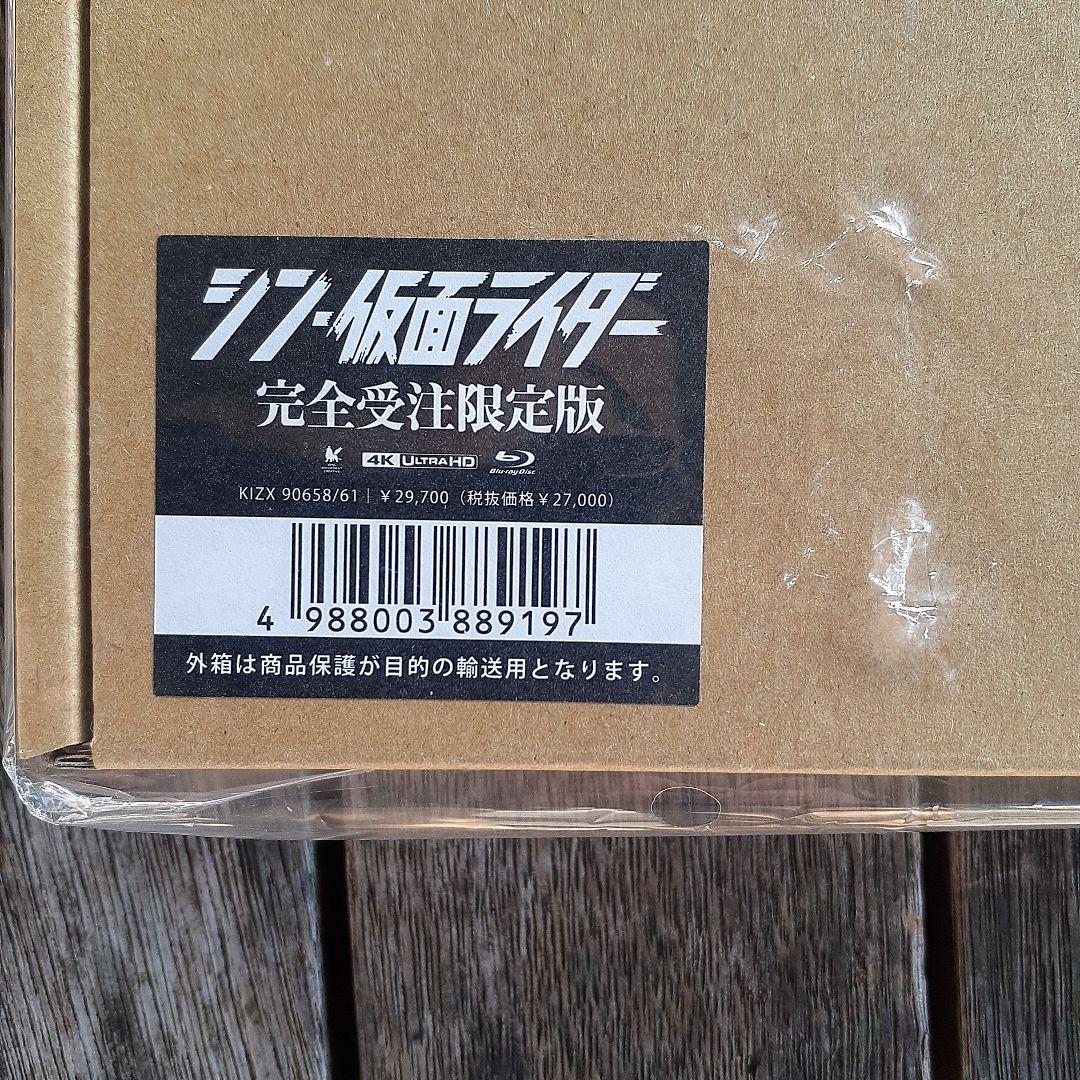 シン・仮面ライダー
完全受注限定版
4K ULTRA HD Blu-ray Disc
KIZX 90658/61 | ¥29,700（税抜価格¥27,000）
4 988003 889197
外箱は商品保護が目的の輸送用となります。